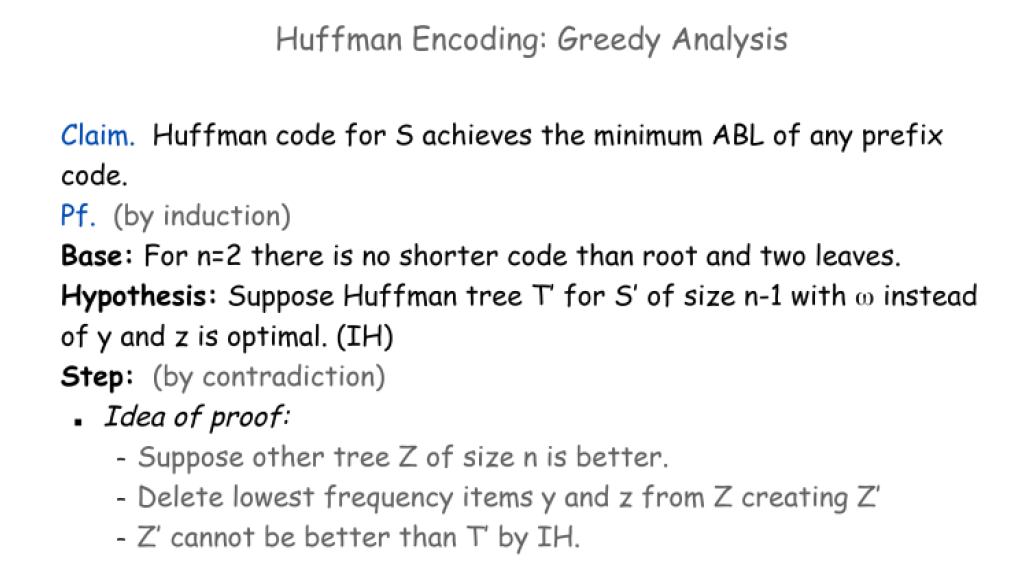 Huffman Encoding: Greedy Analysis
Claim. Huffman code for S achieves the minimum ABL of any prefix
code.
Pf. (by induction)
Base: For n=2 there is no shorter code than root and two leaves.
Hypothesis: Suppose Huffman tree T’ for S’ of size n-1 with ω instead
of y and z is optimal. (IH)
Step: (by contradiction)
▪ Idea of proof:
- Suppose other tree Z of size n is better.
- Delete lowest frequency items y and z from Z creating Z’
- Z’ cannot be better than T’ by IH.